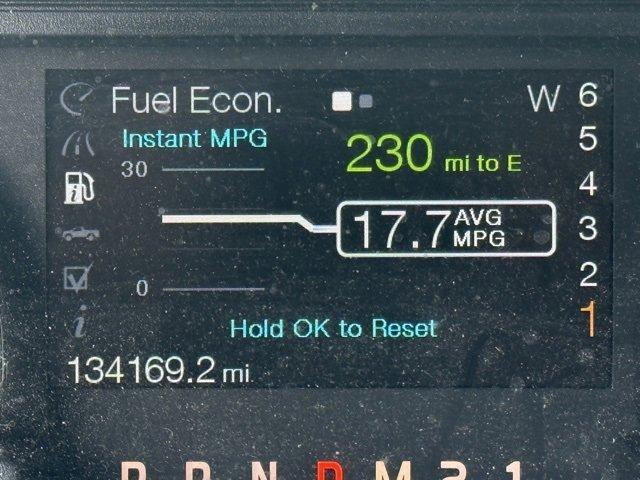 Fuel Econ.
W
6
Instant MPG
230 mi to E
5
30
4
17.7 AVG MPG
3
2
0
1
Hold OK to Reset
134169.2 mi
P R N D M 2 1